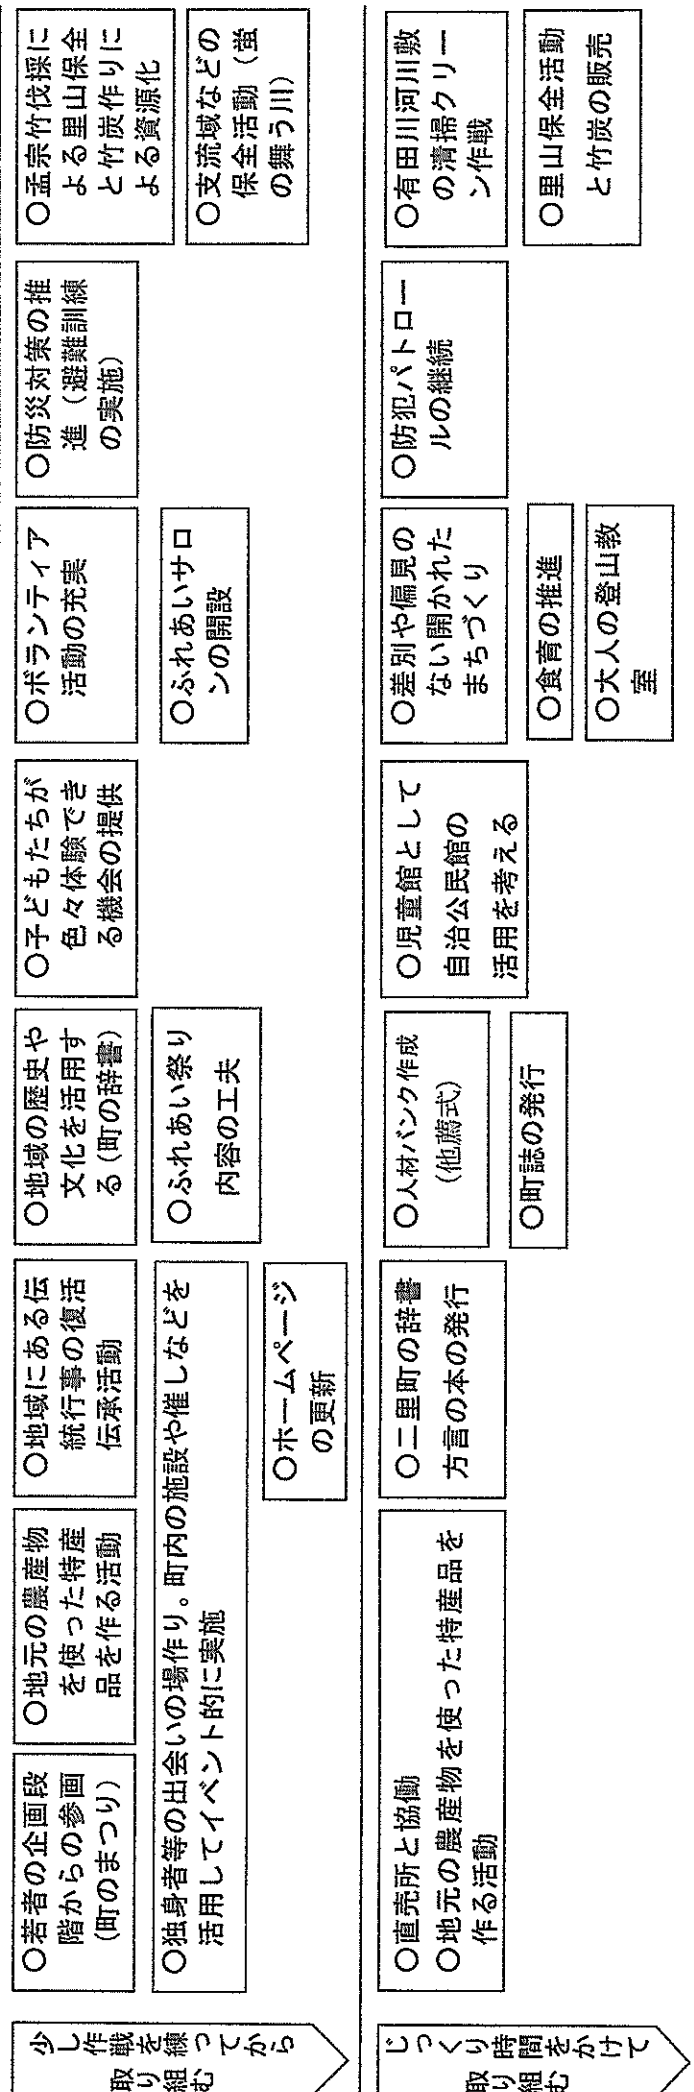 少し作戦を練ってから
取り組む
○若者の企画段
階からの参画
(町のまつり)
○地元の農産物
を使った特産
品を作る活動
○地域にある伝
統行事の復活
伝承活動
○地域の歴史や
文化を活用す
る(町の辞書)
○子どもたちが
色々体験でき
る機会の提供
○ボランティア
活動の充実
○防災対策の推
進(避難訓練
の実施)
○孟宗竹伐採に
よる里山保全
と竹炭作りに
よる資源化
○独身者等の出会いの場作り。町内の施設や催しなどを
活用してイベント的に実施
○ふれあい祭り
内容の工夫
○ふれあいサロ
ンの開設
○支流域などの
保全活動(蛍
の舞う川)
○ホームページ
の更新
じっくり時間をかけて
取り組む
○直売所と協働
○地元の農産物を使った特産品を
作る活動
○二里町の辞書
方言の本の発行
○人材バンク作成
(他薦式)
○児童館として
自治公民館の
活用を考える
○差別や偏見の
ない開かれた
まちづくり
○防犯パトロー
ルの継続
○有田川河川敷
の清掃クリー
ン作戦
○町誌の発行
○食育の推進
○大人の登山教
室
○里山保全活動
と竹炭の販売